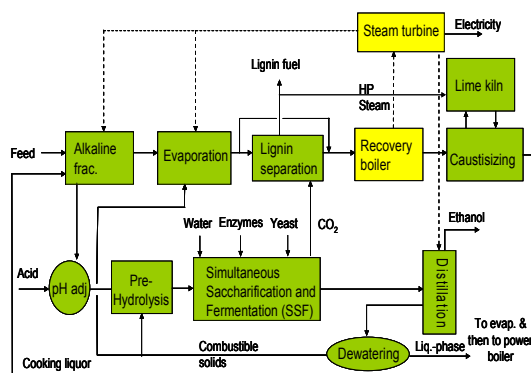 Steam turbine
Electricity
Lignin fuel
HP
Steam
Lime kiln
Feed
Alkaline
frac.
Evaporation
Lignin
separation
Recovery
boiler
Caustisizing
Water
Enzymes
Yeast
CO2
Ethanol
Acid
pH adj
Pre-
Hydrolysis
Simultaneous
Saccharification and
Fermentation (SSF)
Distillation
Cooking liquor
Combustible
solids
Dewatering
Liq.-phase
To evap. &
then to power
boiler